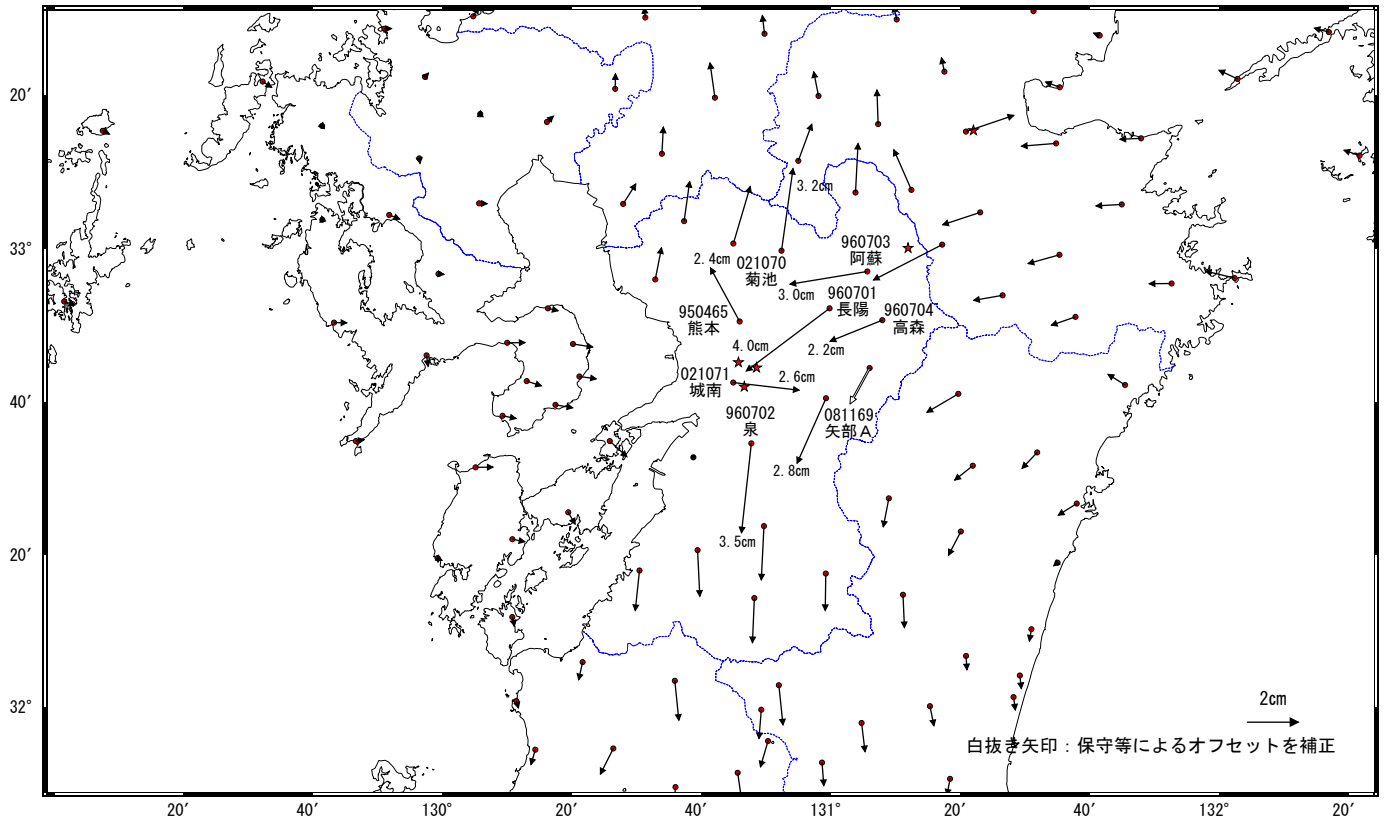 20′
33°
40′
20′
32°
3.2cm
960703
阿蘇
2.4cm
021070
菊池
3.0cm
960701
長陽
950465
熊本
960704
高森
4.0cm
2.2cm
021071
城南
2.6cm
960702
泉
081169
矢部A
2.8cm
3.5cm
2cm
白抜き矢印：保守等によるオフセットを補正
20′
40′
130°
20′
40′
131°
20′
40′
132°
20′